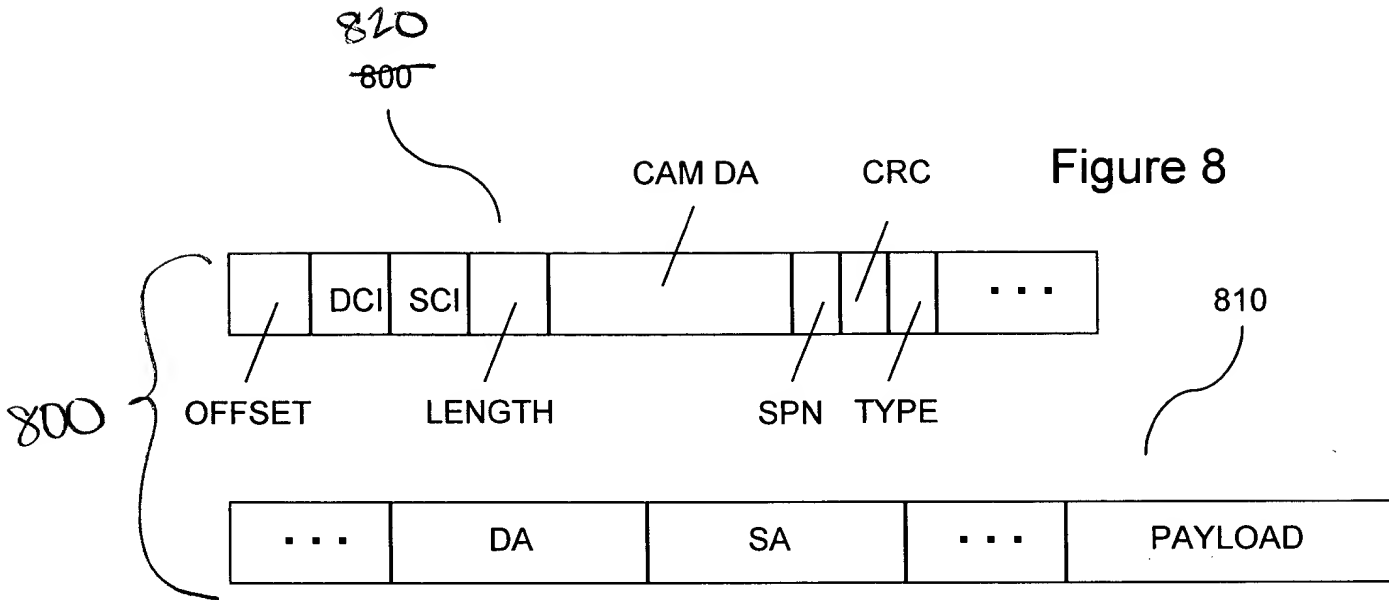 820
800
CAM DA
CRC
Figure 8
DCI
SCI
...
810
800
OFFSET
LENGTH
SPN
TYPE
...
DA
SA
...
PAYLOAD